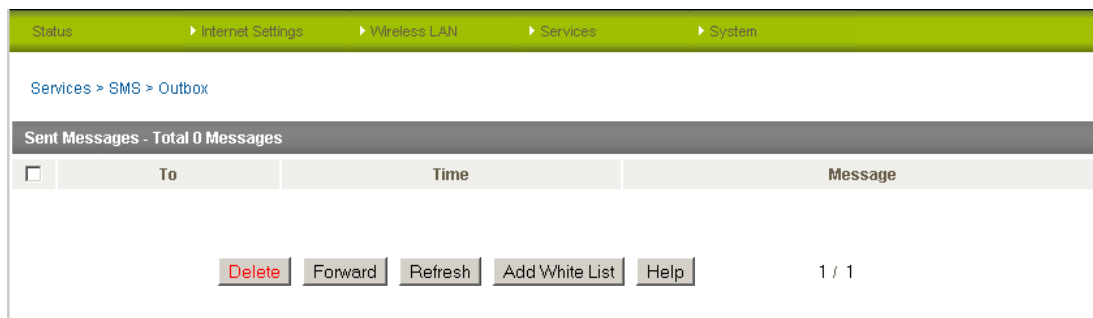 Status Internet Settings Wireless LAN Services System
Services > SMS > Outbox
Sent Messages - Total 0 Messages
To Time Message
Delete Forward Refresh Add White List Help 1 / 1